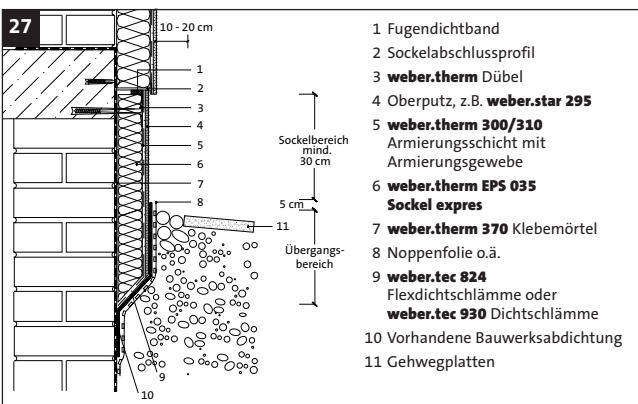 27
10 - 20 cm
1
2
3
4
5
6
7
8
11
9
10
Sockelbereich
mind.
30 cm
5 cm
Übergangs-
bereich
1 Fugendichtband
2 Sockelabschlussprofil
3 weber.therm Dübel
4 Oberputz, z.B. weber.star 295
5 weber.therm 300/310
Armierungsschicht mit
Armierungsgewebe
6 weber.therm EPS 035
Sockel expres
7 weber.therm 370 Klebemörtel
8 Noppenfolie o.ä.
9 weber.tec 824
Flexdichtschlämme oder
weber.tec 930 Dichtschlämme
10 Vorhandene Bauwerksabdichtung
11 Gehwegplatten